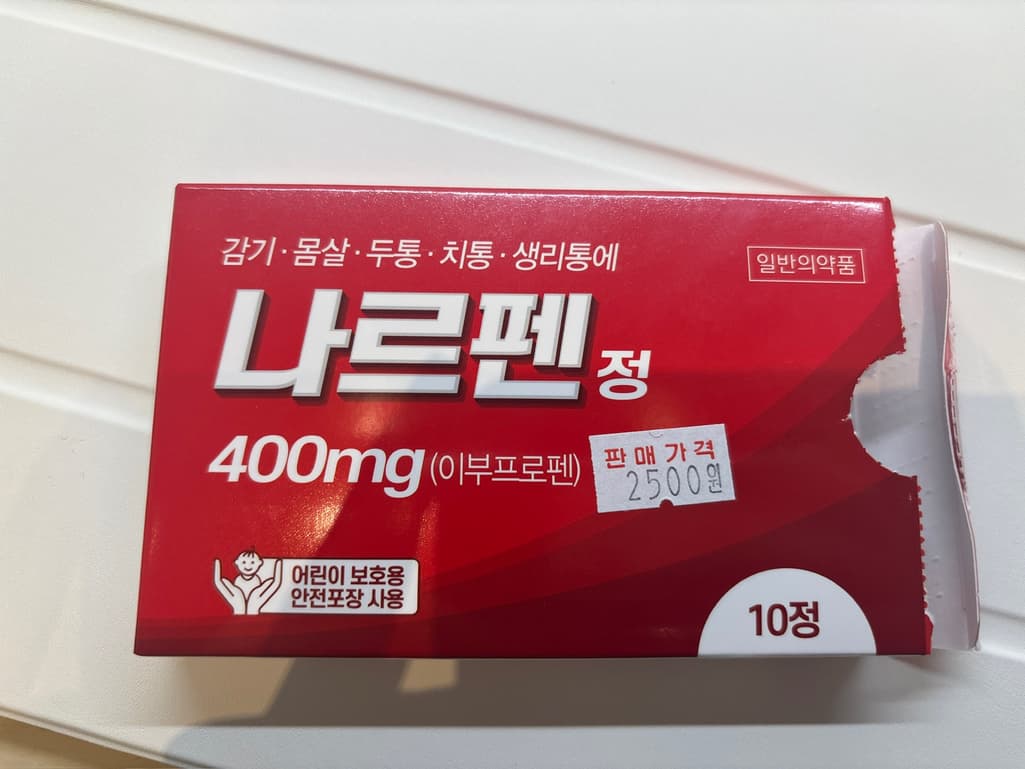 감기·몸살·두통·치통·생리통에
일반의약품
나르펜 정
400mg (이부프로펜)
판매가격
2500원
어린이 보호용
안전포장 사용
10정